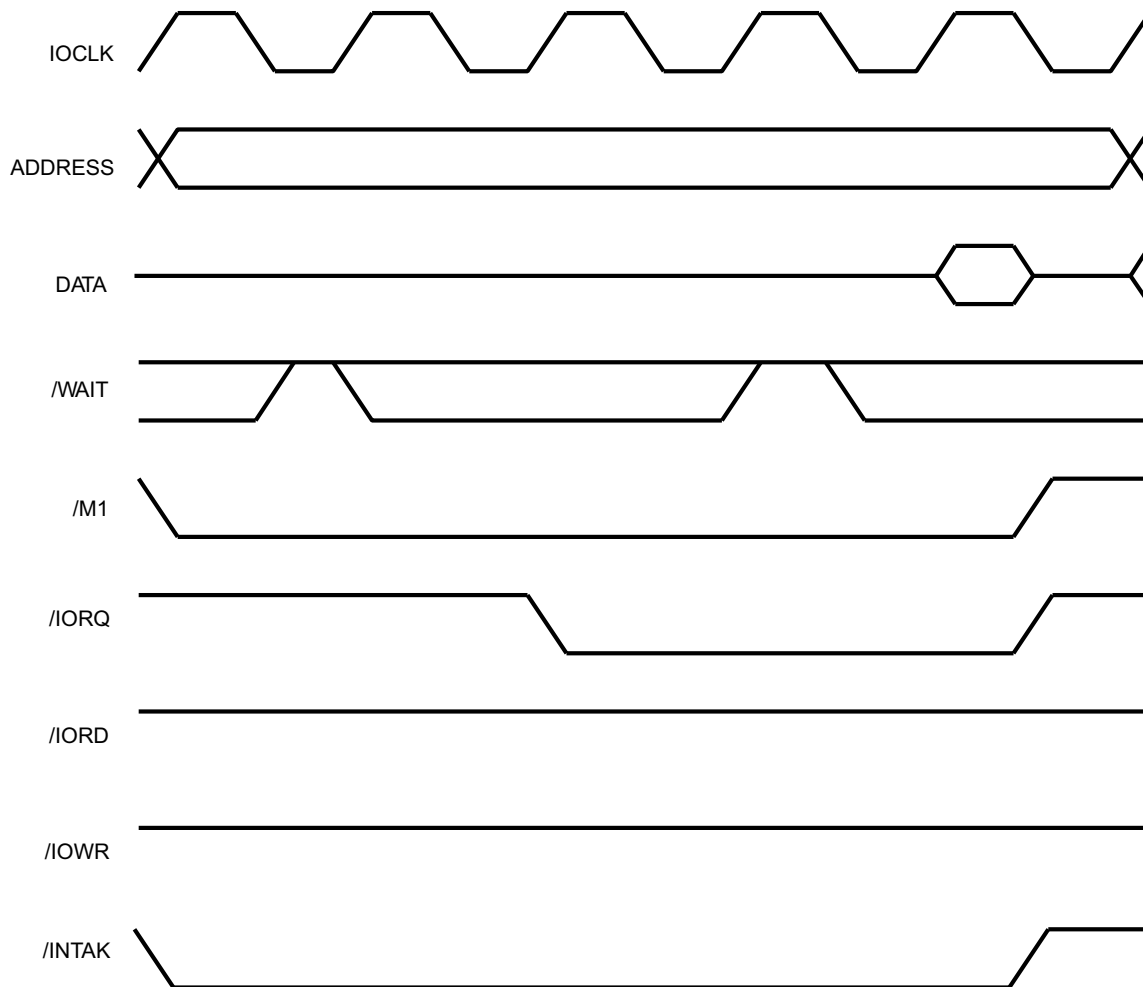 IOCLK
ADDRESS
DATA
/WAIT
/M1
/IORQ
/IORD
/IOWR
/INTAK